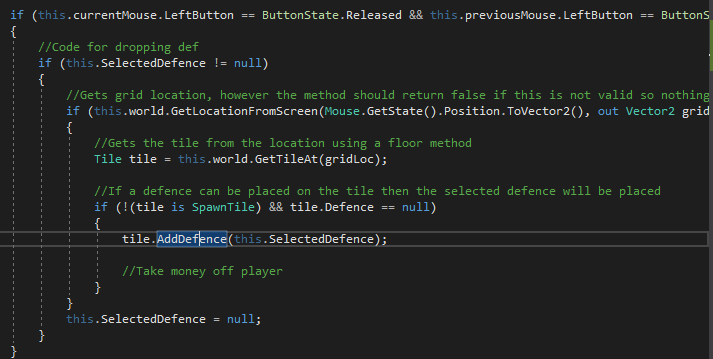 if (this.currentMouse.LeftButton == ButtonState.Released && this.previousMouse.LeftButton == ButtonS
{
//Code for dropping def
if (this.SelectedDefence != null)
{
//Gets grid location, however the method should return false if this is not valid so nothing
if (this.world.GetLocationFromScreen(Mouse.GetState().Position.ToVector2(), out Vector2 grid
{
//Gets the tile from the location using a floor method
Tile tile = this.world.GetTileAt(gridLoc);
//If a defence can be placed on the tile then the selected defence will be placed
if (!(tile is SpawnTile) && tile.Defence == null)
{
tile.AddDefence(this.SelectedDefence);
//Take money off player
}
}
this.SelectedDefence = null;
}
}